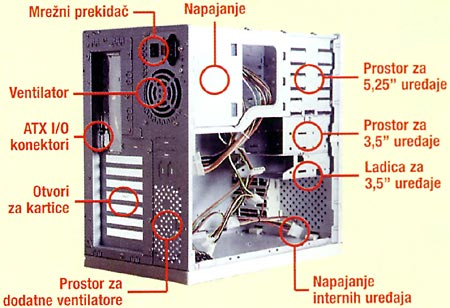 Mrežni prekidač
Napajanje
Ventilator
Prostor za
5,25” uređaje
ATX I/O
konektori
Prostor za
3,5” uređaje
Ladica za
3,5” uređaje
Otvori
za kartice
Prostor za
dodatne ventilatore
Napajanje
internih uređaja